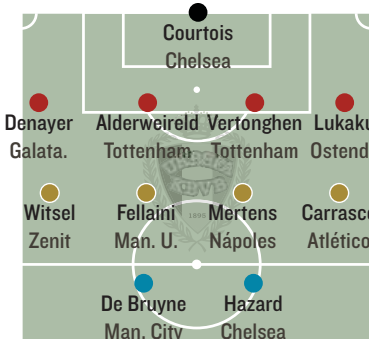 Courtois
Chelsea
Denayer Alderweireld Vertonghen Lukaku
Galata. Tottenham Tottenham Ostend
Witsel Fellaini Mertens Carrasco
Zenit Man. U. Nápoles Atlético
1895
De Bruyne Hazard
Man. City Chelsea